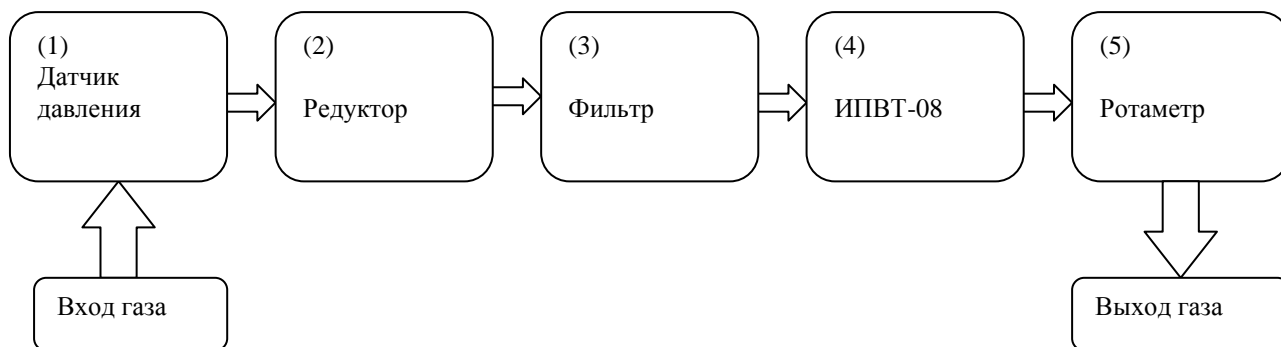 (1)
Датчик
давления
(2)
Редуктор
(3)
Фильтр
(4)
ИПВТ-08
(5)
Ротаметр
Вход газа
Выход газа